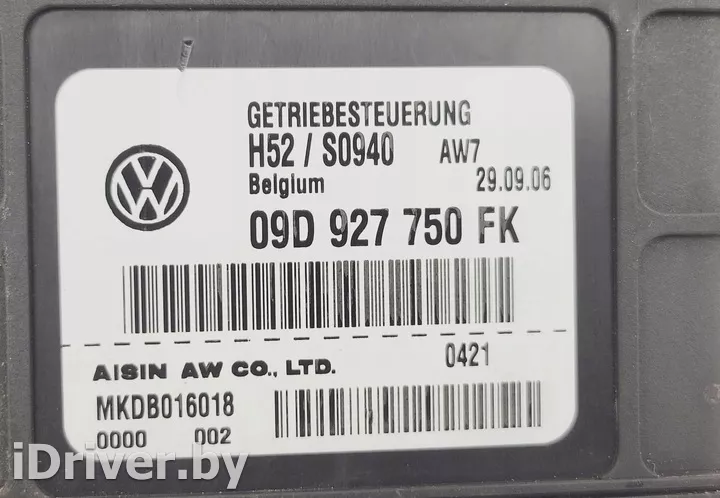 GETRIEBESTEUERUNG
H52 / S0940 AW7
Belgium 29.09.06
09D 927 750 FK
AISIN AW CO., LTD. 0421
MKDB016018
0000 002
iDriver.by